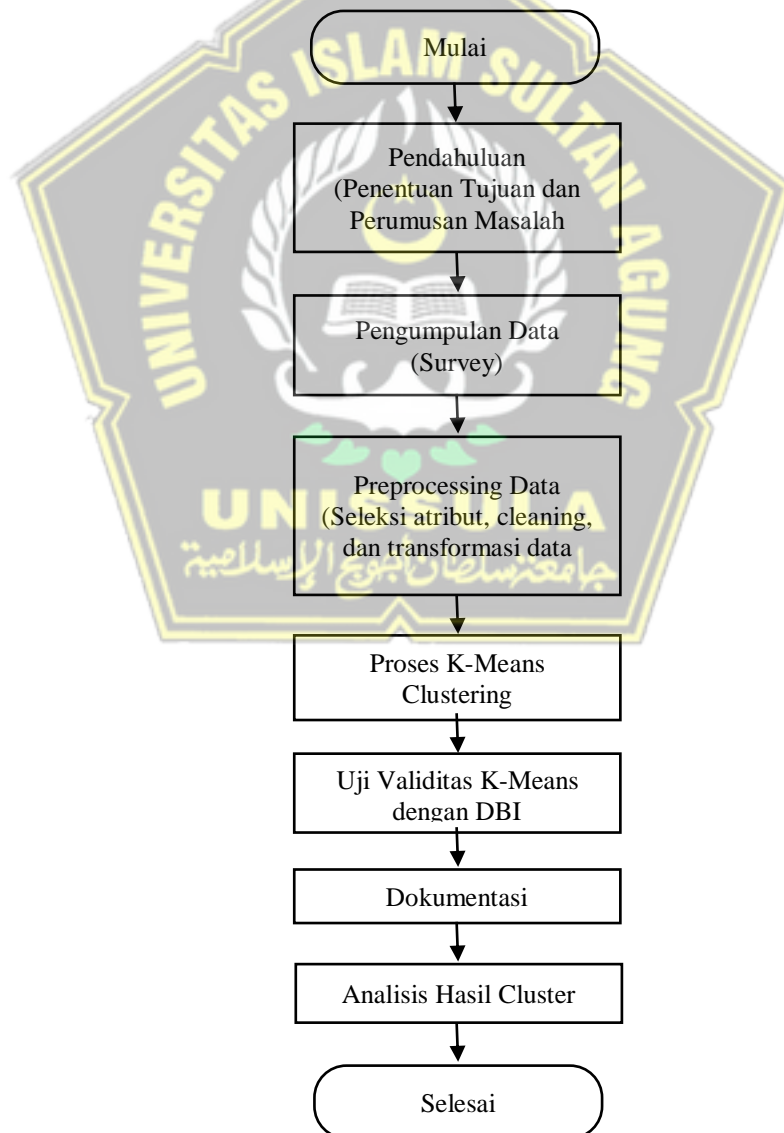 Mulai
UNIVERSITAS ISLAM SULTAN AGUNG
Pendahuluan
(Penentuan Tujuan dan
Perumusan Masalah
Pengumpulan Data
(Survey)
Preprocessing Data
(Seleksi atribut, cleaning,
dan transformasi data
UNISSULA
جامعة سلطان أجونج الإسلامية
Proses K-Means
Clustering
Uji Validitas K-Means
dengan DBI
Dokumentasi
Analisis Hasil Cluster
Selesai